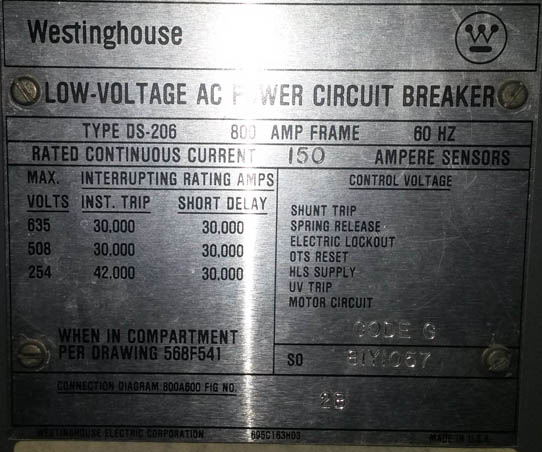 Westinghouse
LOW-VOLTAGE AC POWER CIRCUIT BREAKER
TYPE DS-206 800 AMP FRAME 60 HZ
RATED CONTINUOUS CURRENT 150 AMPERE SENSORS
MAX. INTERRUPTING RATING AMPS
VOLTS INST. TRIP SHORT DELAY
635 30,000 30,000
508 30,000 30,000
254 42,000 30,000
WHEN IN COMPARTMENT
PER DRAWING 568F541
CONTROL VOLTAGE
SHUNT TRIP
SPRING RELEASE
ELECTRIC LOCKOUT
OTS RESET
HLS SUPPLY
UV TRIP
MOTOR CIRCUIT
CODE G
SO 81Y1057
CONNECTION DIAGRAM 800A600 FIG NO. 2B
WESTINGHOUSE ELECTRIC CORPORATION 695C163H03 MADE IN U.S.A.